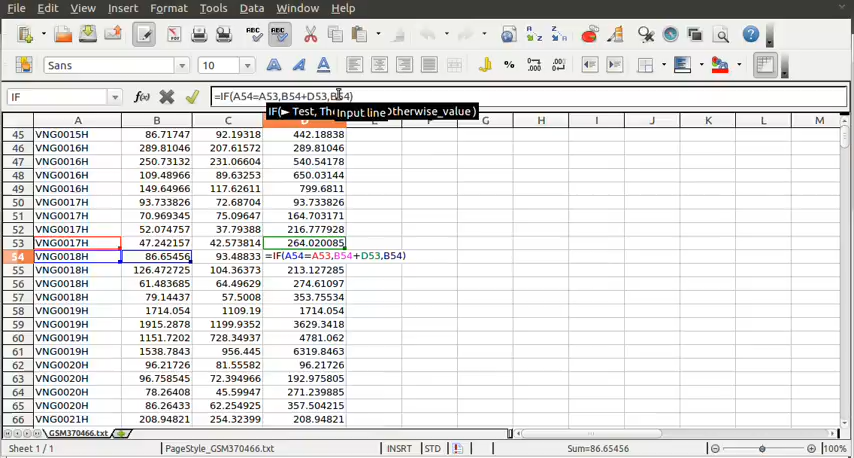 File Edit View Insert Format Tools Data Window Help
Sans 10
IF =IF(A54=A53,B54+D53,B54)
IF(► Test, Th Input line Otherwise_value )
A B C D E F G H I J K L M
45 VNG0015H 86.71747 92.19318 442.18838
46 VNG0016H 289.81046 207.61572 289.81046
47 VNG0016H 250.73132 231.06604 540.54178
48 VNG0016H 109.48966 89.63253 650.03144
49 VNG0016H 149.64966 117.62611 799.6811
50 VNG0017H 93.733826 72.68704 93.733826
51 VNG0017H 70.969345 75.09647 164.703171
52 VNG0017H 52.074757 37.79388 216.777928
53 VNG0017H 47.242157 42.573814 264.020085
54 VNG0018H 86.65456 93.48833 =IF(A54=A53,B54+D53,B54)
55 VNG0018H 126.472725 104.36373 213.127285
56 VNG0018H 61.483685 64.49629 274.61097
57 VNG0018H 79.14437 57.5008 353.75534
58 VNG0019H 1714.054 1109.19 1714.054
59 VNG0019H 1915.2878 1199.9352 3629.3418
60 VNG0019H 1151.7202 728.34937 4781.062
61 VNG0019H 1538.7843 956.445 6319.8463
62 VNG0020H 96.21726 81.55582 96.21726
63 VNG0020H 96.758545 72.394966 192.975805
64 VNG0020H 78.26408 45.59947 271.239885
65 VNG0020H 86.26433 62.254925 357.504215
66 VNG0021H 208.94821 254.32399 208.94821
GSM370466.txt
Sheet 1 / 1 PageStyle_GSM370466.txt INSRT STD Sum=86.65456 100%